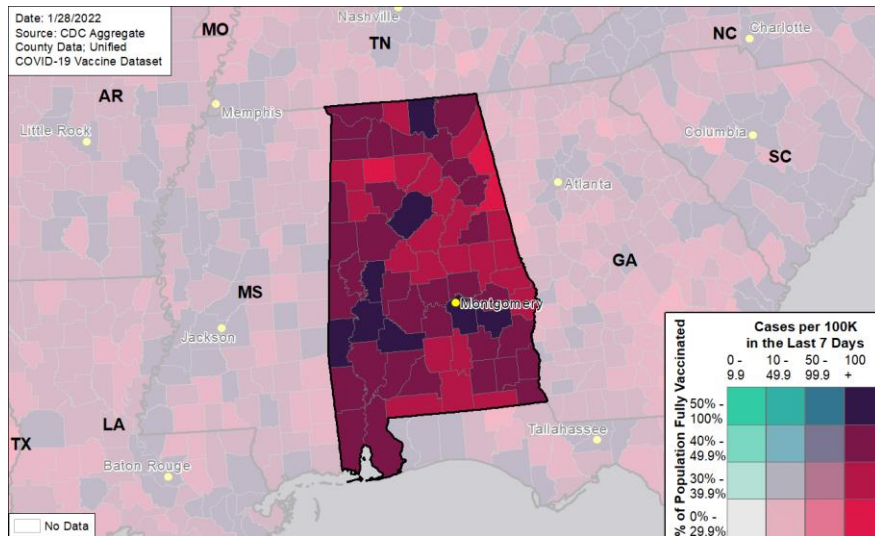 Date: 1/28/2022
Source: CDC Aggregate
County Data; Unified
COVID-19 Vaccine Dataset
Nashville
MO
TN
NC
Charlotte
AR
Memphis
Little Rock
Columbia
SC
Atlanta
GA
MS
Montgomery
Jackson
LA
TX
Tallahassee
Baton Rouge
No Data
Cases per 100K
in the Last 7 Days
0 - 9.9
10 - 49.9
50 - 99.9
100 +
% of Population Fully Vaccinated
50% - 100%
40% - 49.9%
30% - 39.9%
0% - 29.9%